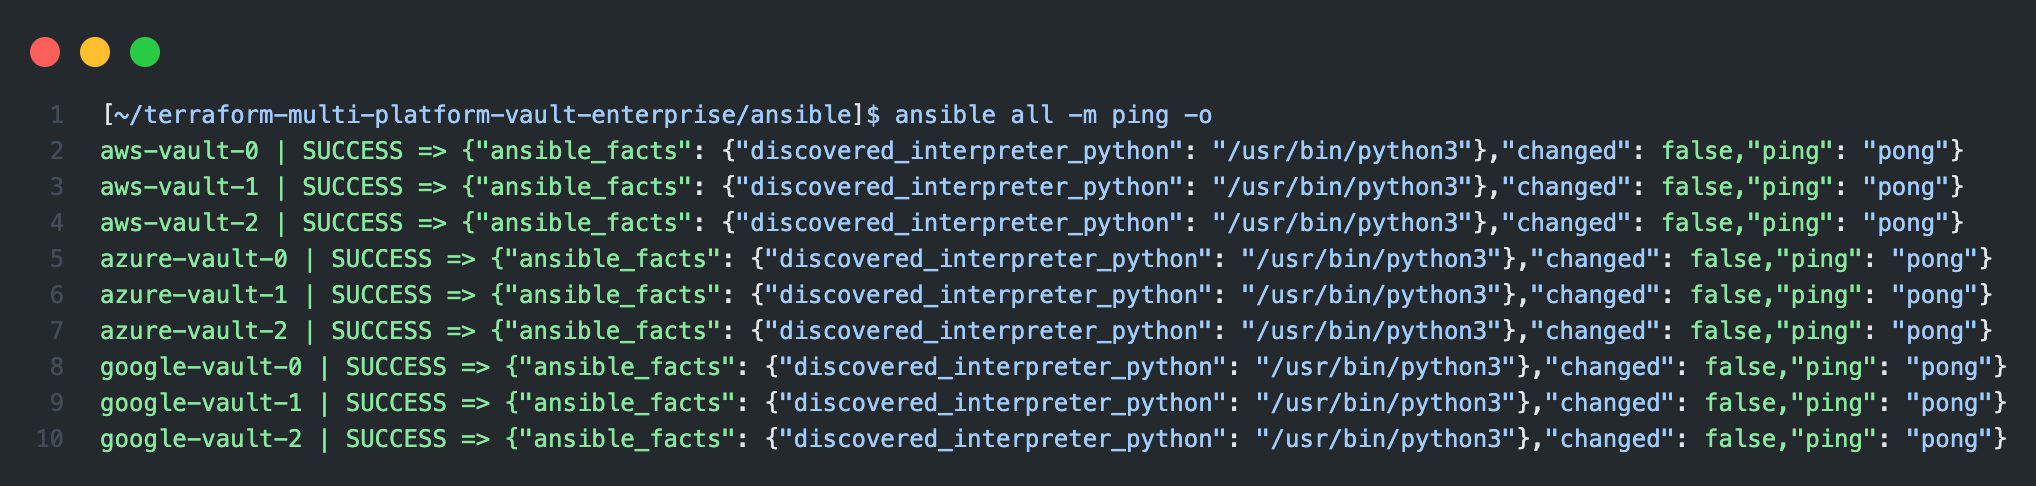 1 [~/terraform-multi-platform-vault-enterprise/ansible]$ ansible all -m ping -o
2 aws-vault-0 | SUCCESS => {"ansible_facts": {"discovered_interpreter_python": "/usr/bin/python3"},"changed": false,"ping": "pong"}
3 aws-vault-1 | SUCCESS => {"ansible_facts": {"discovered_interpreter_python": "/usr/bin/python3"},"changed": false,"ping": "pong"}
4 aws-vault-2 | SUCCESS => {"ansible_facts": {"discovered_interpreter_python": "/usr/bin/python3"},"changed": false,"ping": "pong"}
5 azure-vault-0 | SUCCESS => {"ansible_facts": {"discovered_interpreter_python": "/usr/bin/python3"},"changed": false,"ping": "pong"}
6 azure-vault-1 | SUCCESS => {"ansible_facts": {"discovered_interpreter_python": "/usr/bin/python3"},"changed": false,"ping": "pong"}
7 azure-vault-2 | SUCCESS => {"ansible_facts": {"discovered_interpreter_python": "/usr/bin/python3"},"changed": false,"ping": "pong"}
8 google-vault-0 | SUCCESS => {"ansible_facts": {"discovered_interpreter_python": "/usr/bin/python3"},"changed": false,"ping": "pong"}
9 google-vault-1 | SUCCESS => {"ansible_facts": {"discovered_interpreter_python": "/usr/bin/python3"},"changed": false,"ping": "pong"}
10 google-vault-2 | SUCCESS => {"ansible_facts": {"discovered_interpreter_python": "/usr/bin/python3"},"changed": false,"ping": "pong"}